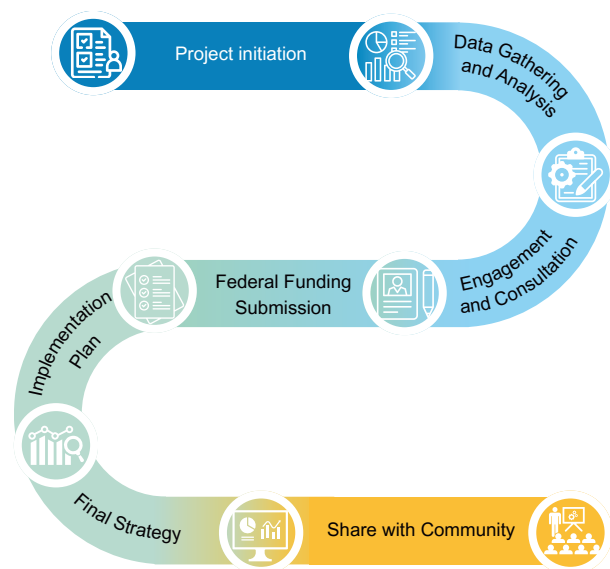 Project initiation
Data Gathering
and Analysis
Engagement
and Consultation
Federal Funding
Submission
Implementation
Plan
Final Strategy
Share with Community